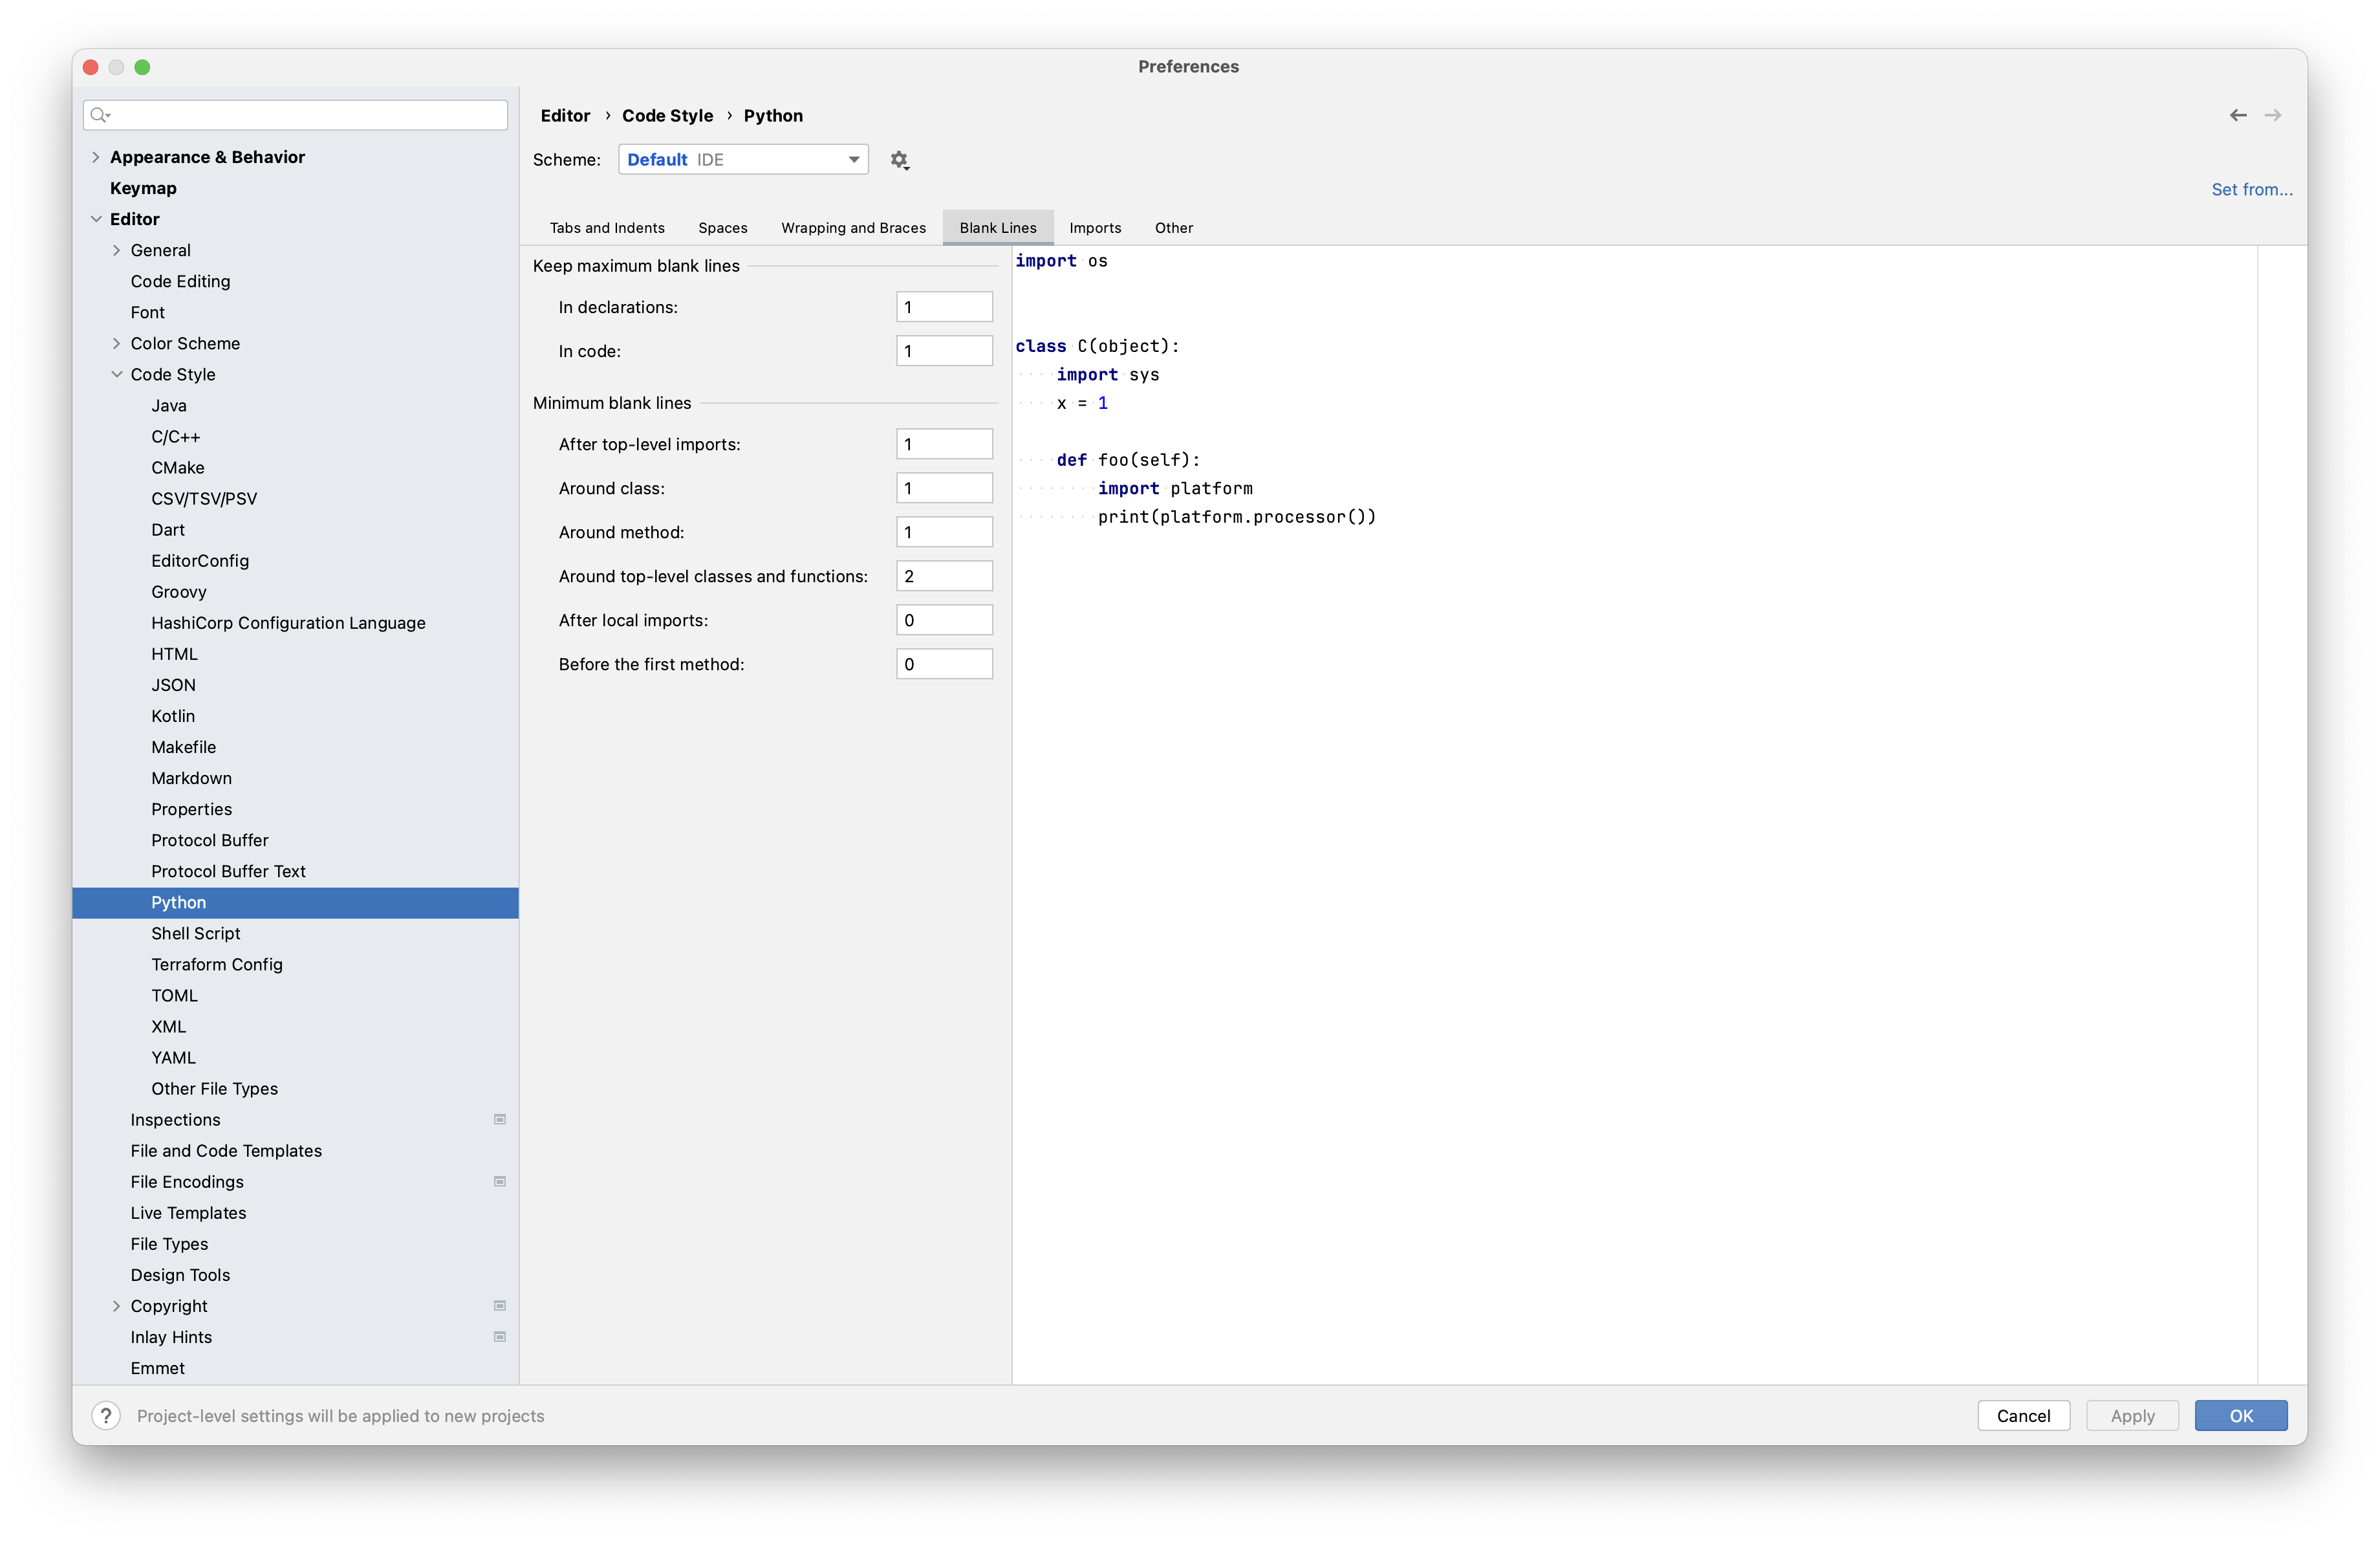 Preferences
Appearance & Behavior
Keymap
Editor
General
Code Editing
Font
Color Scheme
Code Style
Java
C/C++
CMake
CSV/TSV/PSV
Dart
EditorConfig
Groovy
HashiCorp Configuration Language
HTML
JSON
Kotlin
Makefile
Markdown
Properties
Protocol Buffer
Protocol Buffer Text
Python
Shell Script
Terraform Config
TOML
XML
YAML
Other File Types
Inspections
File and Code Templates
File Encodings
Live Templates
File Types
Design Tools
Copyright
Inlay Hints
Emmet
Editor › Code Style › Python
Scheme: Default IDE
Set from...
Tabs and Indents Spaces Wrapping and Braces Blank Lines Imports Other
Keep maximum blank lines
In declarations: 1
In code: 1
Minimum blank lines
After top-level imports: 1
Around class: 1
Around method: 1
Around top-level classes and functions: 2
After local imports: 0
Before the first method: 0
import os
class C(object):
    import sys
    x = 1
    def foo(self):
        import platform
        print(platform.processor())
? Project-level settings will be applied to new projects
Cancel Apply OK